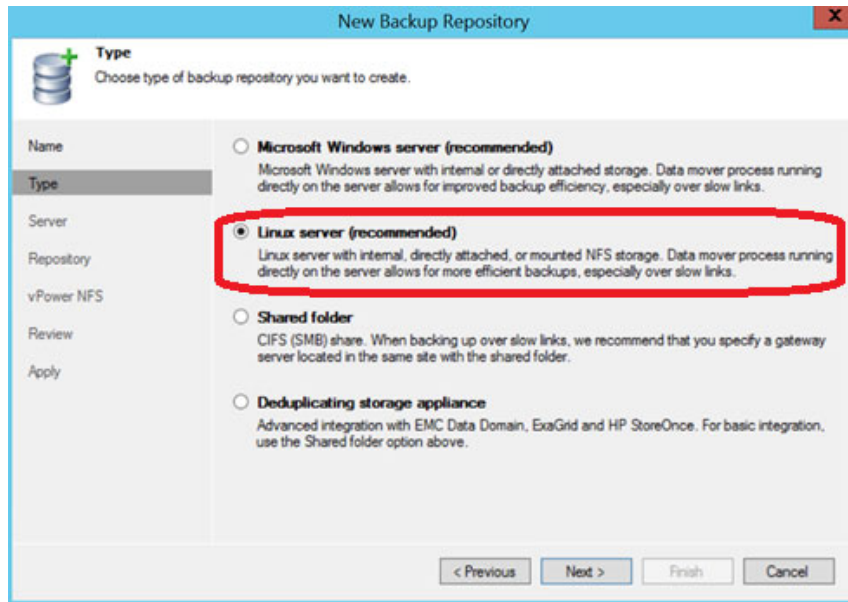 New Backup Repository
x
Type
Choose type of backup repository you want to create.
Name
Type
Server
Repository
vPower NFS
Review
Apply
Microsoft Windows server (recommended)
Microsoft Windows server with internal or directly attached storage. Data mover process running
directly on the server allows for improved backup efficiency, especially over slow links.
Linux server (recommended)
Linux server with internal, directly attached, or mounted NFS storage. Data mover process running
directly on the server allows for more efficient backups, especially over slow links.
Shared folder
CIFS (SMB) share. When backing up over slow links, we recommend that you specify a gateway
server located in the same site with the shared folder.
Deduplicating storage appliance
Advanced integration with EMC Data Domain, ExaGrid and HP StoreOnce. For basic integration,
use the Shared folder option above.
< Previous
Next >
Finish
Cancel